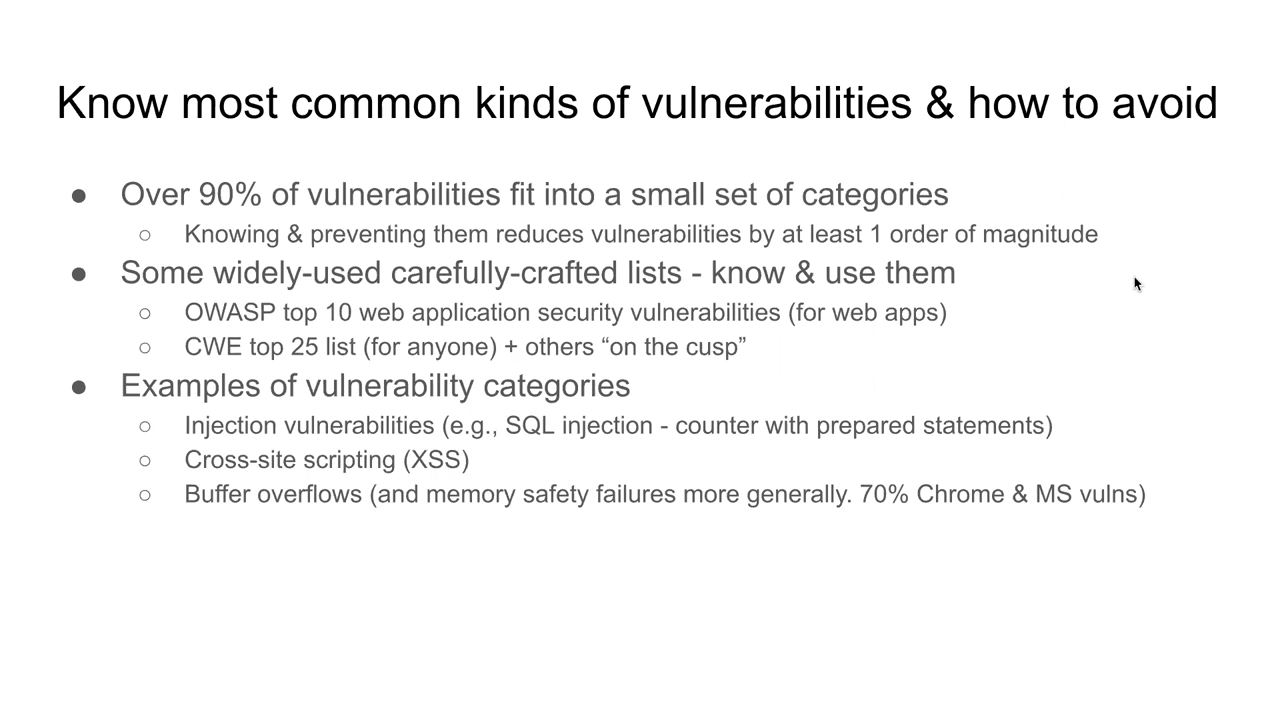 Know most common kinds of vulnerabilities & how to avoid
● Over 90% of vulnerabilities fit into a small set of categories
○ Knowing & preventing them reduces vulnerabilities by at least 1 order of magnitude
● Some widely-used carefully-crafted lists - know & use them
○ OWASP top 10 web application security vulnerabilities (for web apps)
○ CWE top 25 list (for anyone) + others “on the cusp”
● Examples of vulnerability categories
○ Injection vulnerabilities (e.g., SQL injection - counter with prepared statements)
○ Cross-site scripting (XSS)
○ Buffer overflows (and memory safety failures more generally. 70% Chrome & MS vulns)